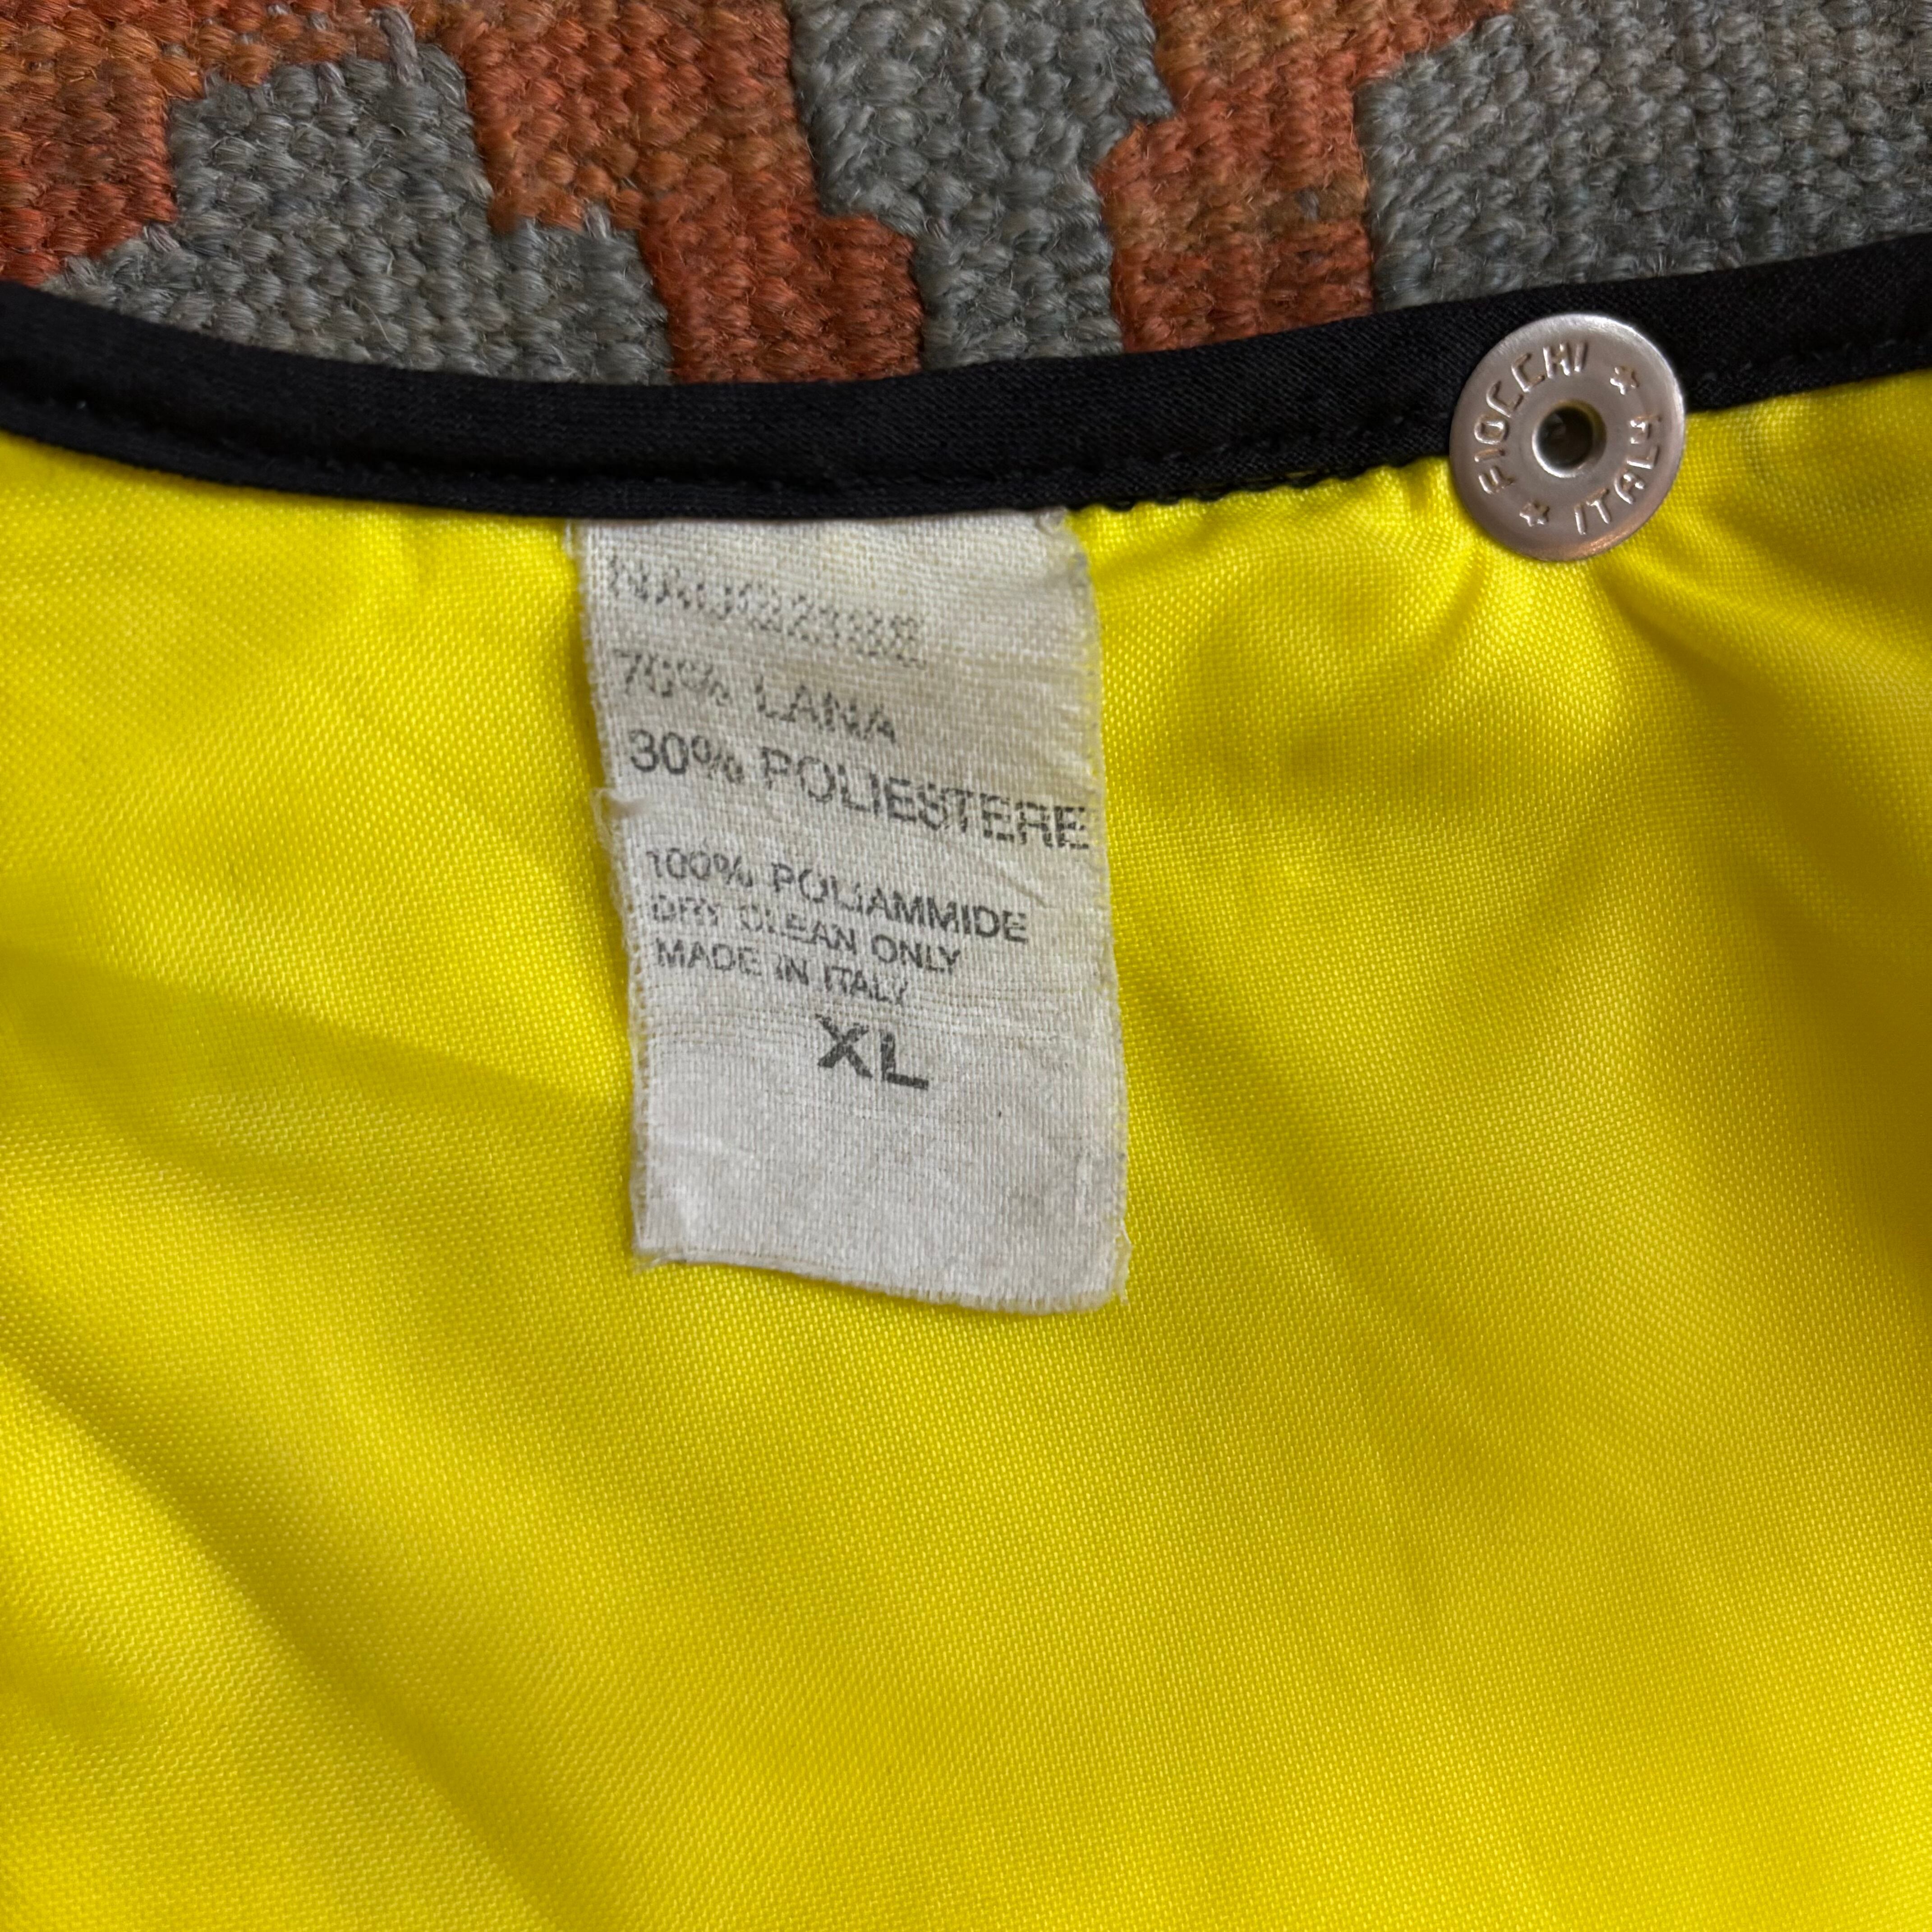 70% LANA
30% POLIESTERE
100% POLIAMMIDE
DRY CLEAN ONLY
MADE IN ITALY
XL
FIOCCHI ★ ITALY ★